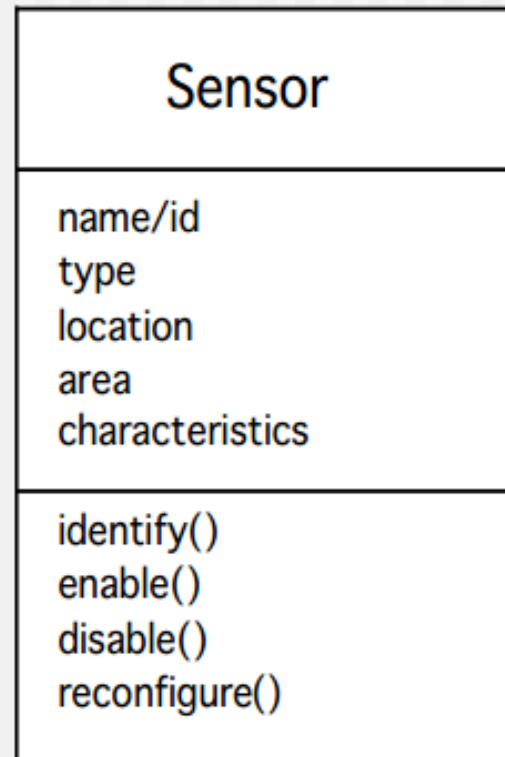 Sensor
name/id
type
location
area
characteristics
identify()
enable()
disable()
reconfigure()